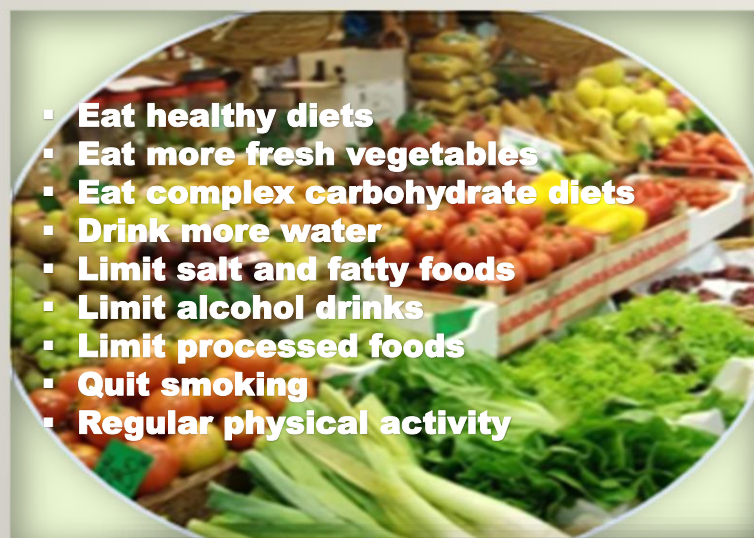 ▪ Eat healthy diets
▪ Eat more fresh vegetables
▪ Eat complex carbohydrate diets
▪ Drink more water
▪ Limit salt and fatty foods
▪ Limit alcohol drinks
▪ Limit processed foods
▪ Quit smoking
▪ Regular physical activity